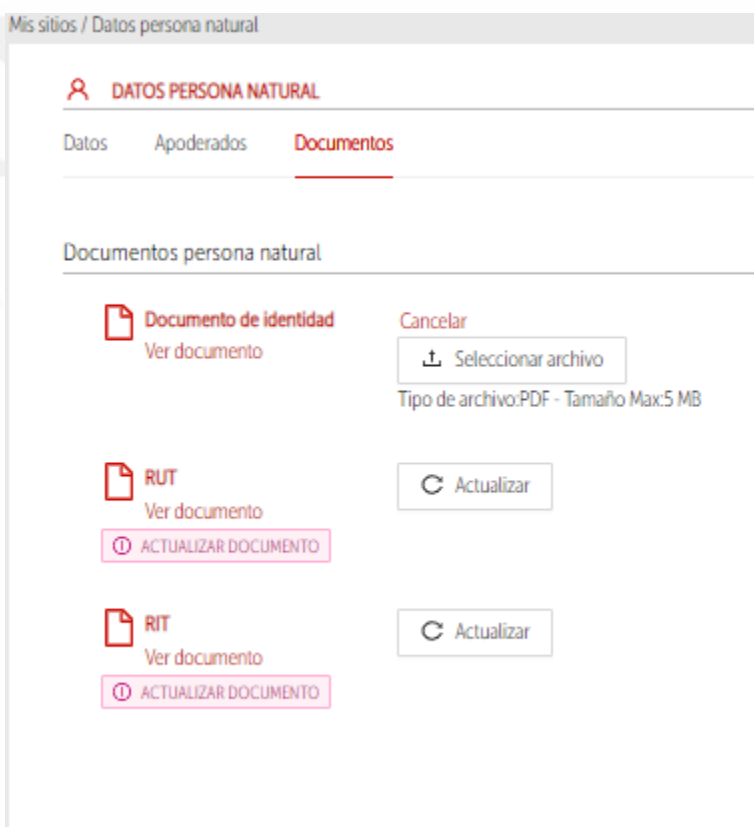 Mis sitios / Datos persona natural
DATOS PERSONA NATURAL
Datos Apoderados Documentos
Documentos persona natural
Documento de identidad Cancelar
Ver documento Seleccionar archivo
Tipo de archivo:PDF - Tamaño Max:5 MB
RUT Actualizar
Ver documento
ACTUALIZAR DOCUMENTO
RIT Actualizar
Ver documento
ACTUALIZAR DOCUMENTO